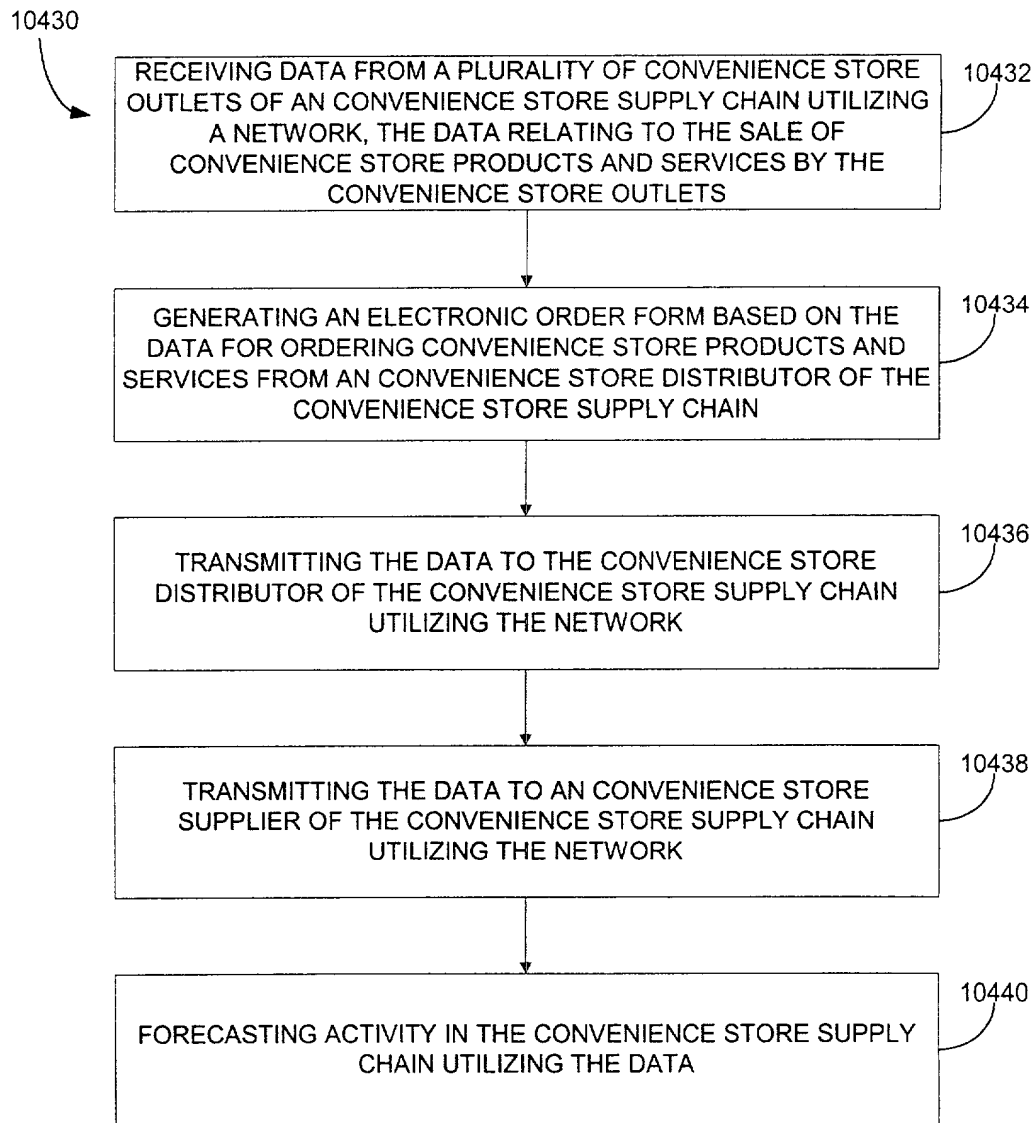 10430
RECEIVING DATA FROM A PLURALITY OF CONVENIENCE STORE
OUTLETS OF AN CONVENIENCE STORE SUPPLY CHAIN UTILIZING
A NETWORK, THE DATA RELATING TO THE SALE OF
CONVENIENCE STORE PRODUCTS AND SERVICES BY THE
CONVENIENCE STORE OUTLETS
10432
GENERATING AN ELECTRONIC ORDER FORM BASED ON THE
DATA FOR ORDERING CONVENIENCE STORE PRODUCTS AND
SERVICES FROM AN CONVENIENCE STORE DISTRIBUTOR OF THE
CONVENIENCE STORE SUPPLY CHAIN
10434
TRANSMITTING THE DATA TO THE CONVENIENCE STORE
DISTRIBUTOR OF THE CONVENIENCE STORE SUPPLY CHAIN
UTILIZING THE NETWORK
10436
TRANSMITTING THE DATA TO AN CONVENIENCE STORE
SUPPLIER OF THE CONVENIENCE STORE SUPPLY CHAIN
UTILIZING THE NETWORK
10438
FORECASTING ACTIVITY IN THE CONVENIENCE STORE SUPPLY
CHAIN UTILIZING THE DATA
10440